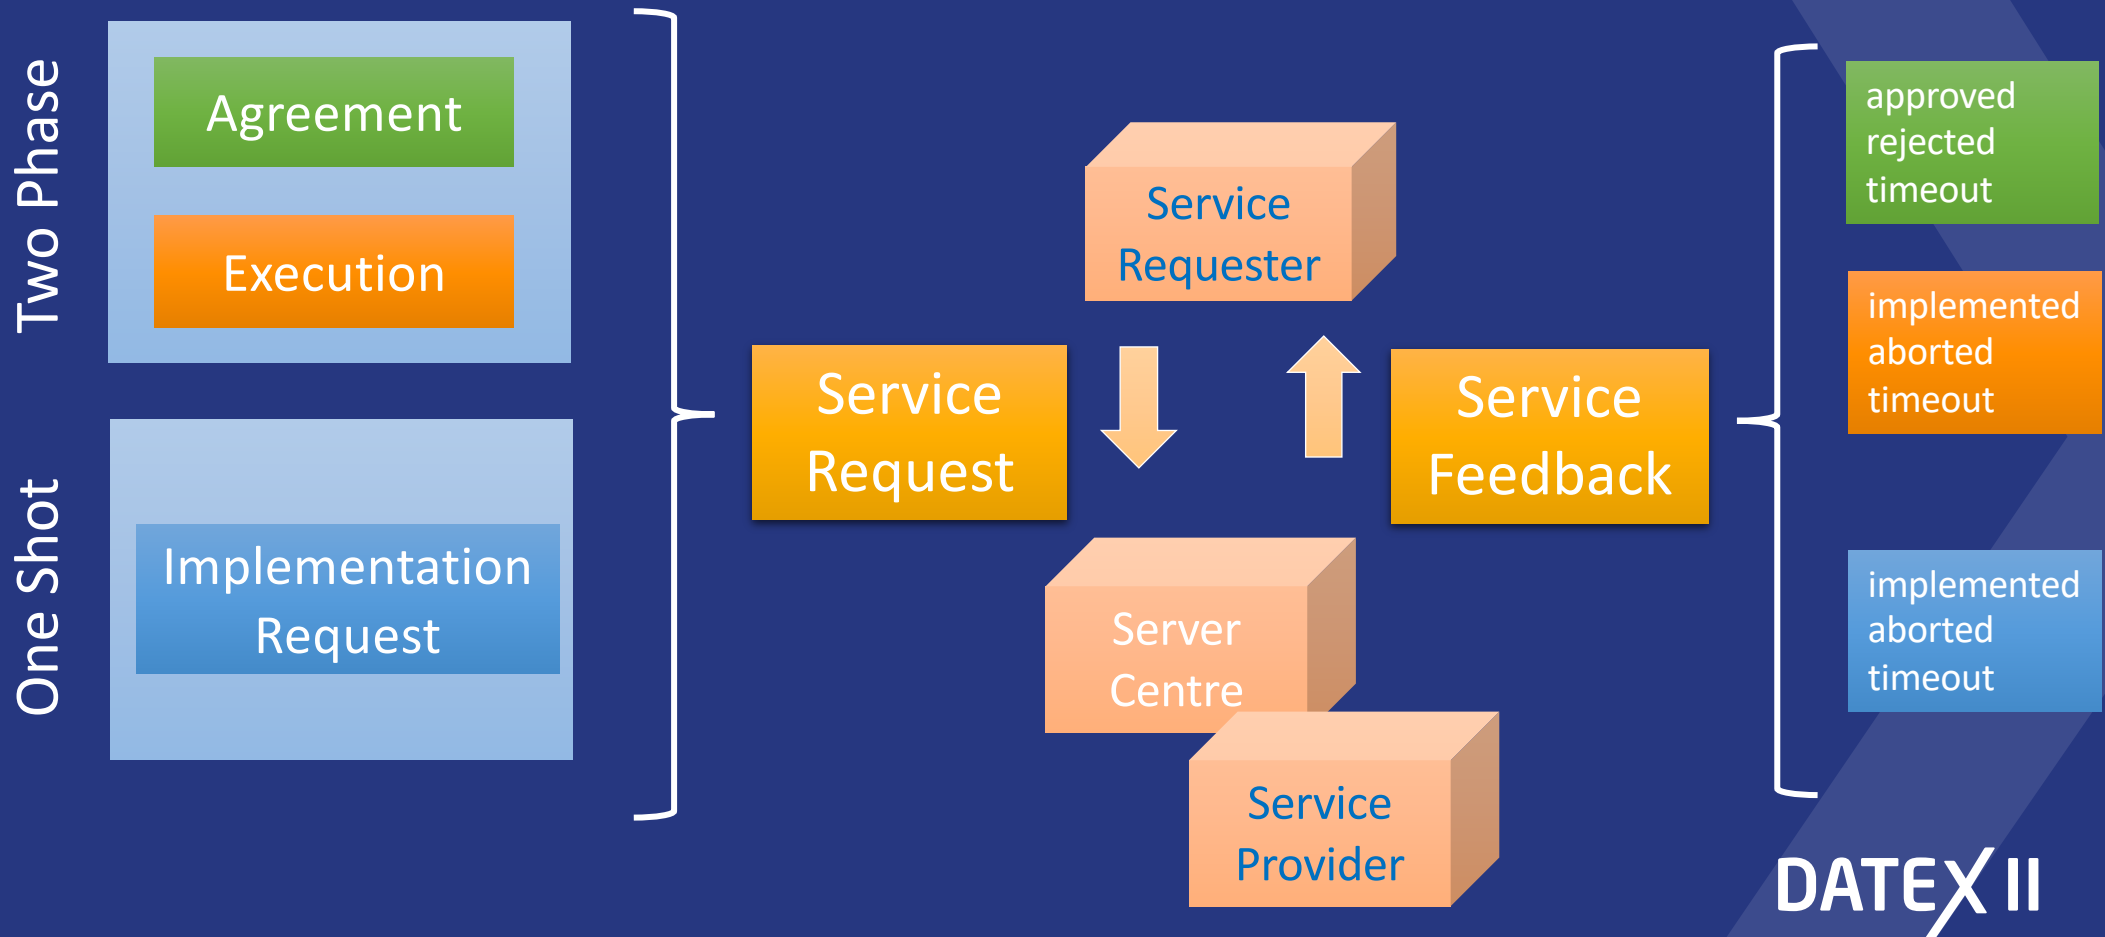 Two Phase
Agreement
Execution
One Shot
Implementation
Request
Service
Request
Service
Requester
Service
Feedback
Server
Centre
Service
Provider
approved
rejected
timeout
implemented
aborted
timeout
implemented
aborted
timeout
DATEX II